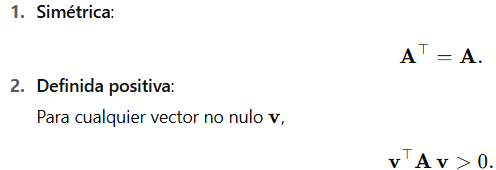 1. Simétrica:
A⊤ = A.
2. Definida positiva:
Para cualquier vector no nulo v,
v⊤A v > 0.